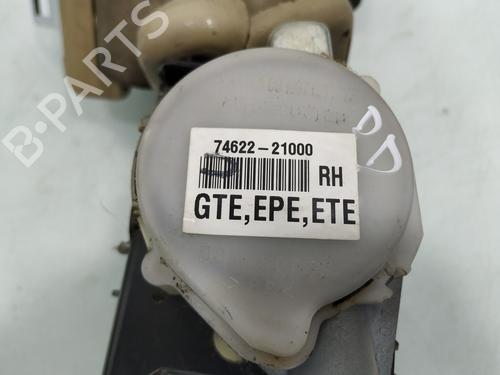 B-PARTS
74622-21000
RH
GTE,EPE,ETE
DD